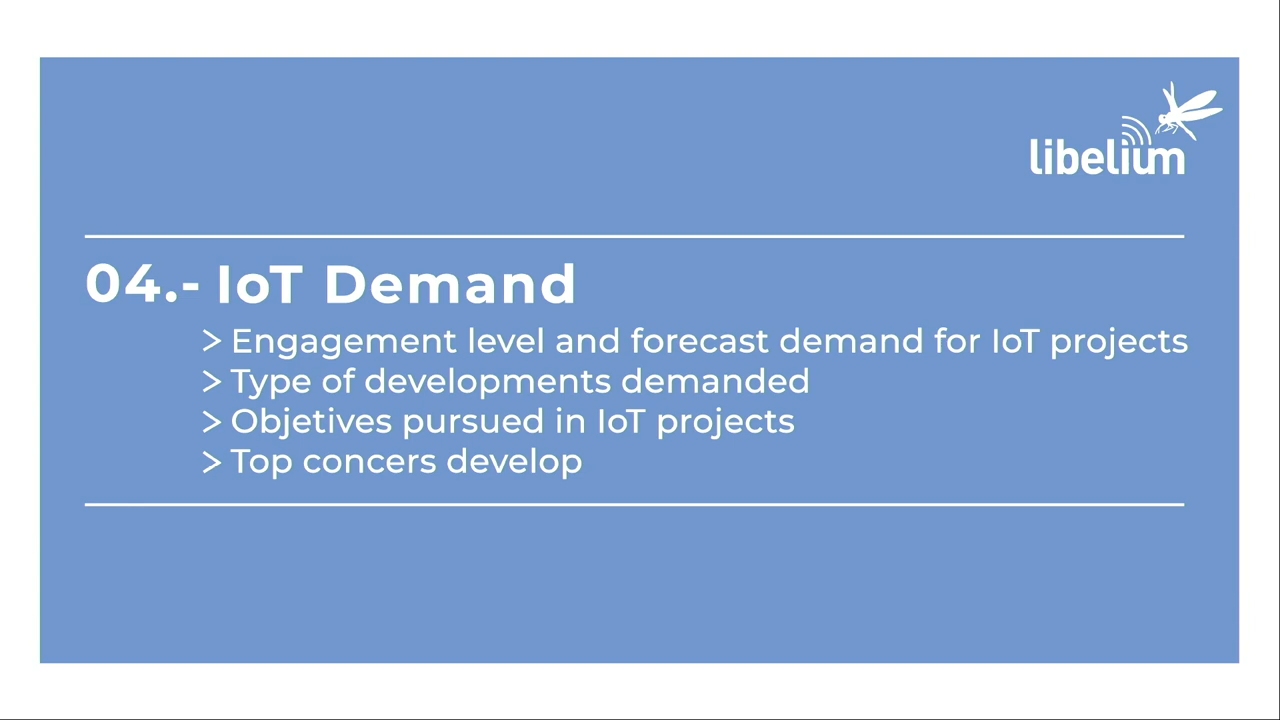 libelium
04.- IoT Demand
> Engagement level and forecast demand for IoT projects
> Type of developments demanded
> Objetives pursued in IoT projects
> Top concers develop